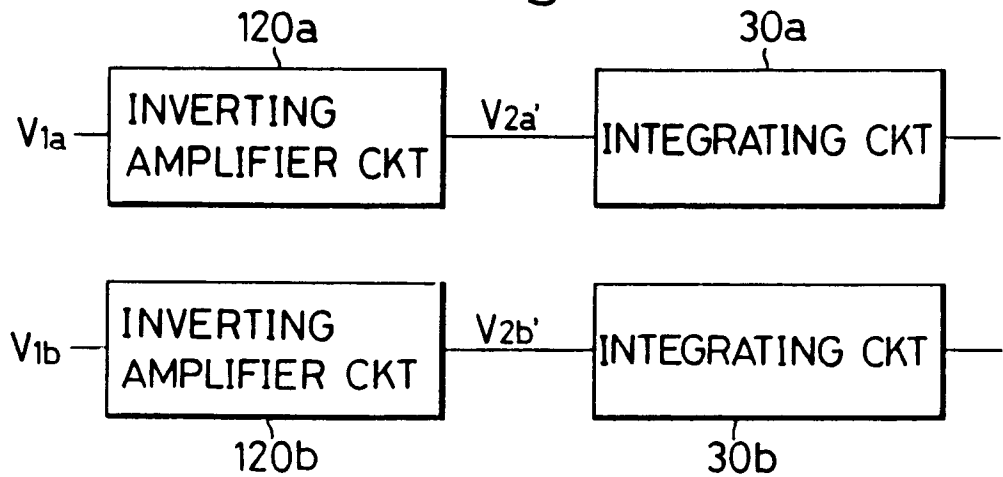 120a
30a
V1a
INVERTING
AMPLIFIER CKT
V2a'
INTEGRATING CKT
V1b
INVERTING
AMPLIFIER CKT
V2b'
INTEGRATING CKT
120b
30b